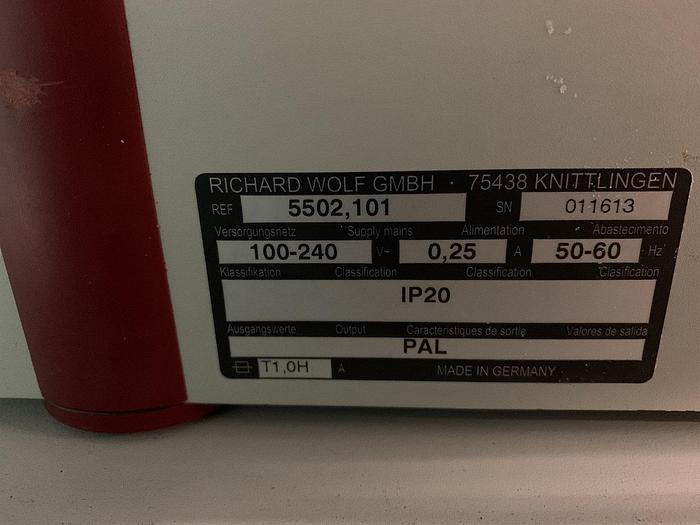 RICHARD WOLF GMBH · 75438 KNITTLINGEN
REF 5502,101 SN 011613
Versorgungsnetz Supply mains Alimentation Abastecimento
100-240 V~ 0,25 A 50-60 Hz
Klassifikation Classification Classification Clasification
IP20
Ausgangswerte Output Caracteristiques de sortie Valores de salida
PAL
T1,0H A MADE IN GERMANY